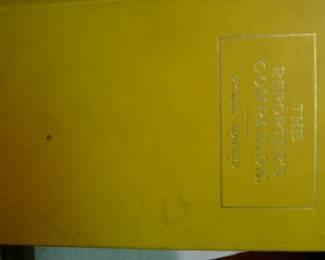 THE
REPORTER'S
COMPANION.